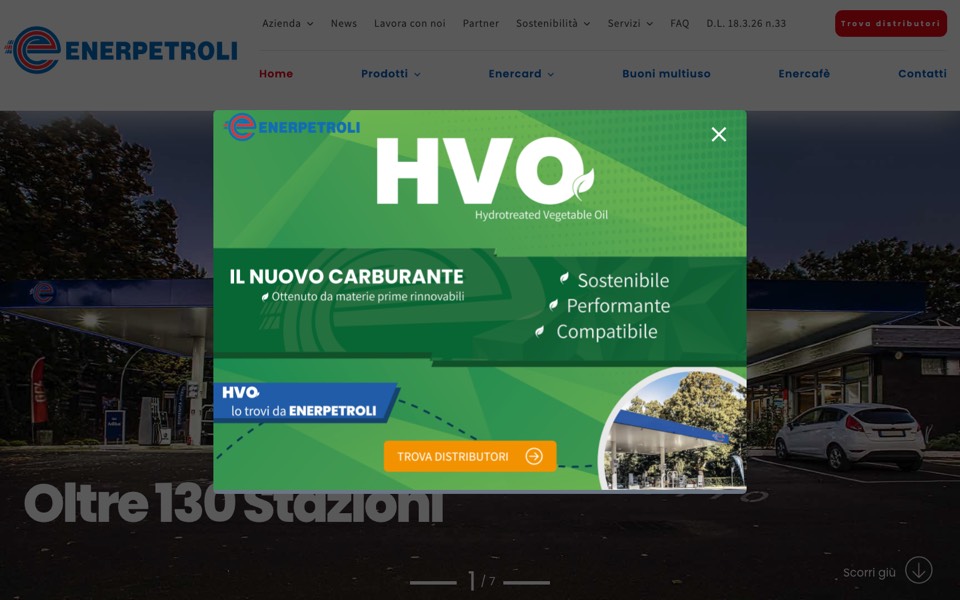 Azienda News Lavora con noi Partner Sostenibilità Servizi FAQ D.L. 18.3.26 n.33 Trova distributori
ENERPETROLI
Home Prodotti Enercard Buoni multiuso Enercafè Contatti
ENERPETROLI
HVO
Hydrotreated Vegetable Oil
IL NUOVO CARBURANTE
Ottenuto da materie prime rinnovabili
Sostenibile
Performante
Compatibile
HVO
lo trovi da ENERPETROLI
TROVA DISTRIBUTORI
Oltre 130 Stazioni
Scorri giù
1 / 7